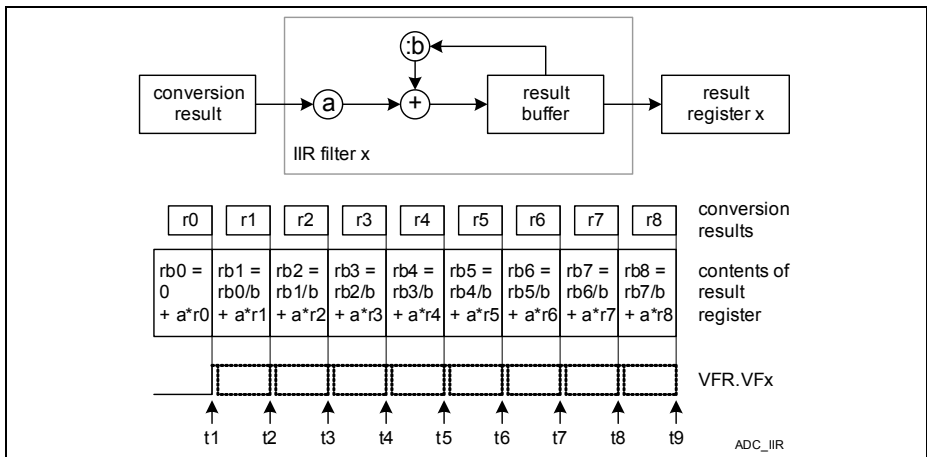 :b
conversion
result
a
+
result
buffer
result
register x
IIR filter x
r0 r1 r2 r3 r4 r5 r6 r7 r8
conversion
results
rb0 = rb1 = rb2 = rb3 = rb4 = rb5 = rb6 = rb7 = rb8 =
0 rb0/b rb1/b rb2/b rb3/b rb4/b rb5/b rb6/b rb7/b
+ a*r0 + a*r1 + a*r2 + a*r3 + a*r4 + a*r5 + a*r6 + a*r7 + a*r8
contents of
result
register
VFR.VFx
t1 t2 t3 t4 t5 t6 t7 t8 t9
ADC_IIR